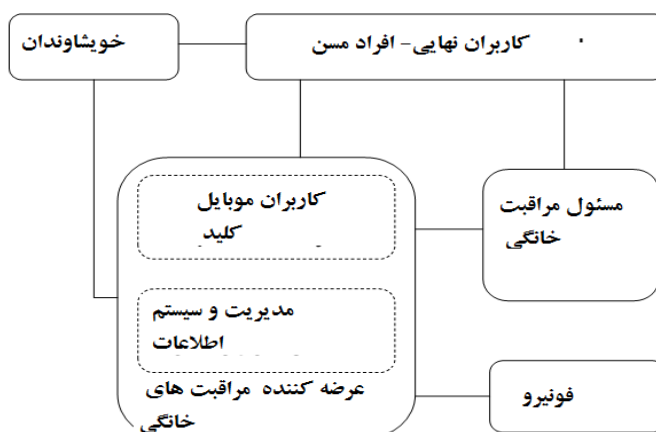 خویشاوندان
کاربران نهایی- افراد مسن
کاربران موبایل
کلید
مسئول مراقبت
خانگی
مدیریت و سیستم
اطلاعات
عرضه کننده مراقبت های
خانگی
فونیرو